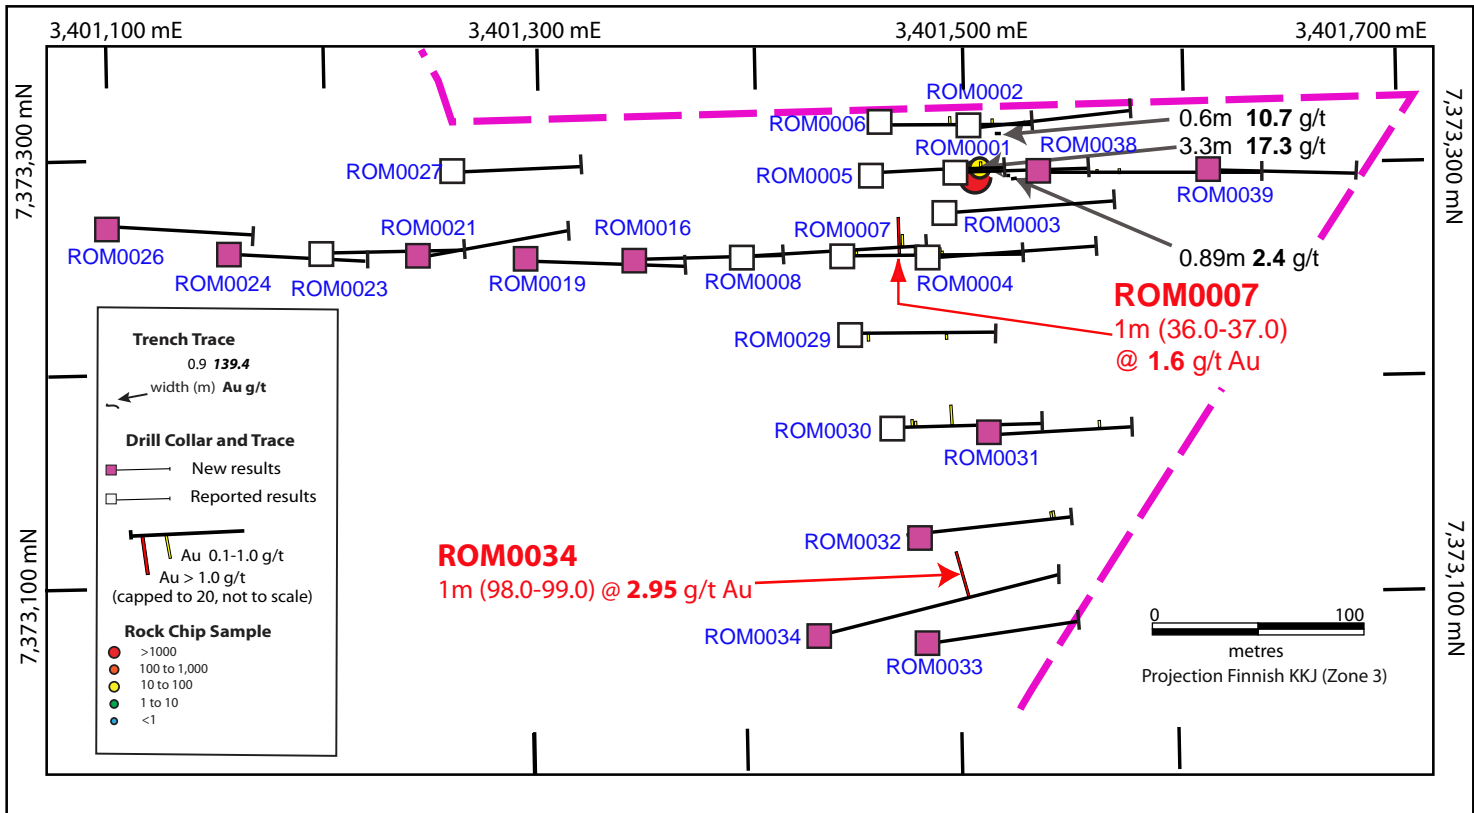 3,401,100 mE
3,401,300 mE
3,401,500 mE
3,401,700 mE
7,373,300 mN
7,373,300 mN
ROM0002
ROM0006
0.6m 10.7 g/t
ROM0001
ROM0038
3.3m 17.3 g/t
ROM0027
ROM0005
ROM0039
ROM0003
ROM0026
ROM0021
ROM0016
ROM0007
0.89m 2.4 g/t
ROM0024
ROM0023
ROM0019
ROM0008
ROM0004
ROM0007
1m (36.0-37.0)
@ 1.6 g/t Au
ROM0029
Trench Trace
0.9 139.4
width (m) Au g/t
Drill Collar and Trace
New results
Reported results
Au 0.1-1.0 g/t
Au > 1.0 g/t
(capped to 20, not to scale)
Rock Chip Sample
>1000
100 to 1,000
10 to 100
1 to 10
<1
ROM0030
ROM0031
ROM0032
ROM0034
1m (98.0-99.0) @ 2.95 g/t Au
ROM0034
ROM0033
7,373,100 mN
7,373,100 mN
0 100
metres
Projection Finnish KKJ (Zone 3)